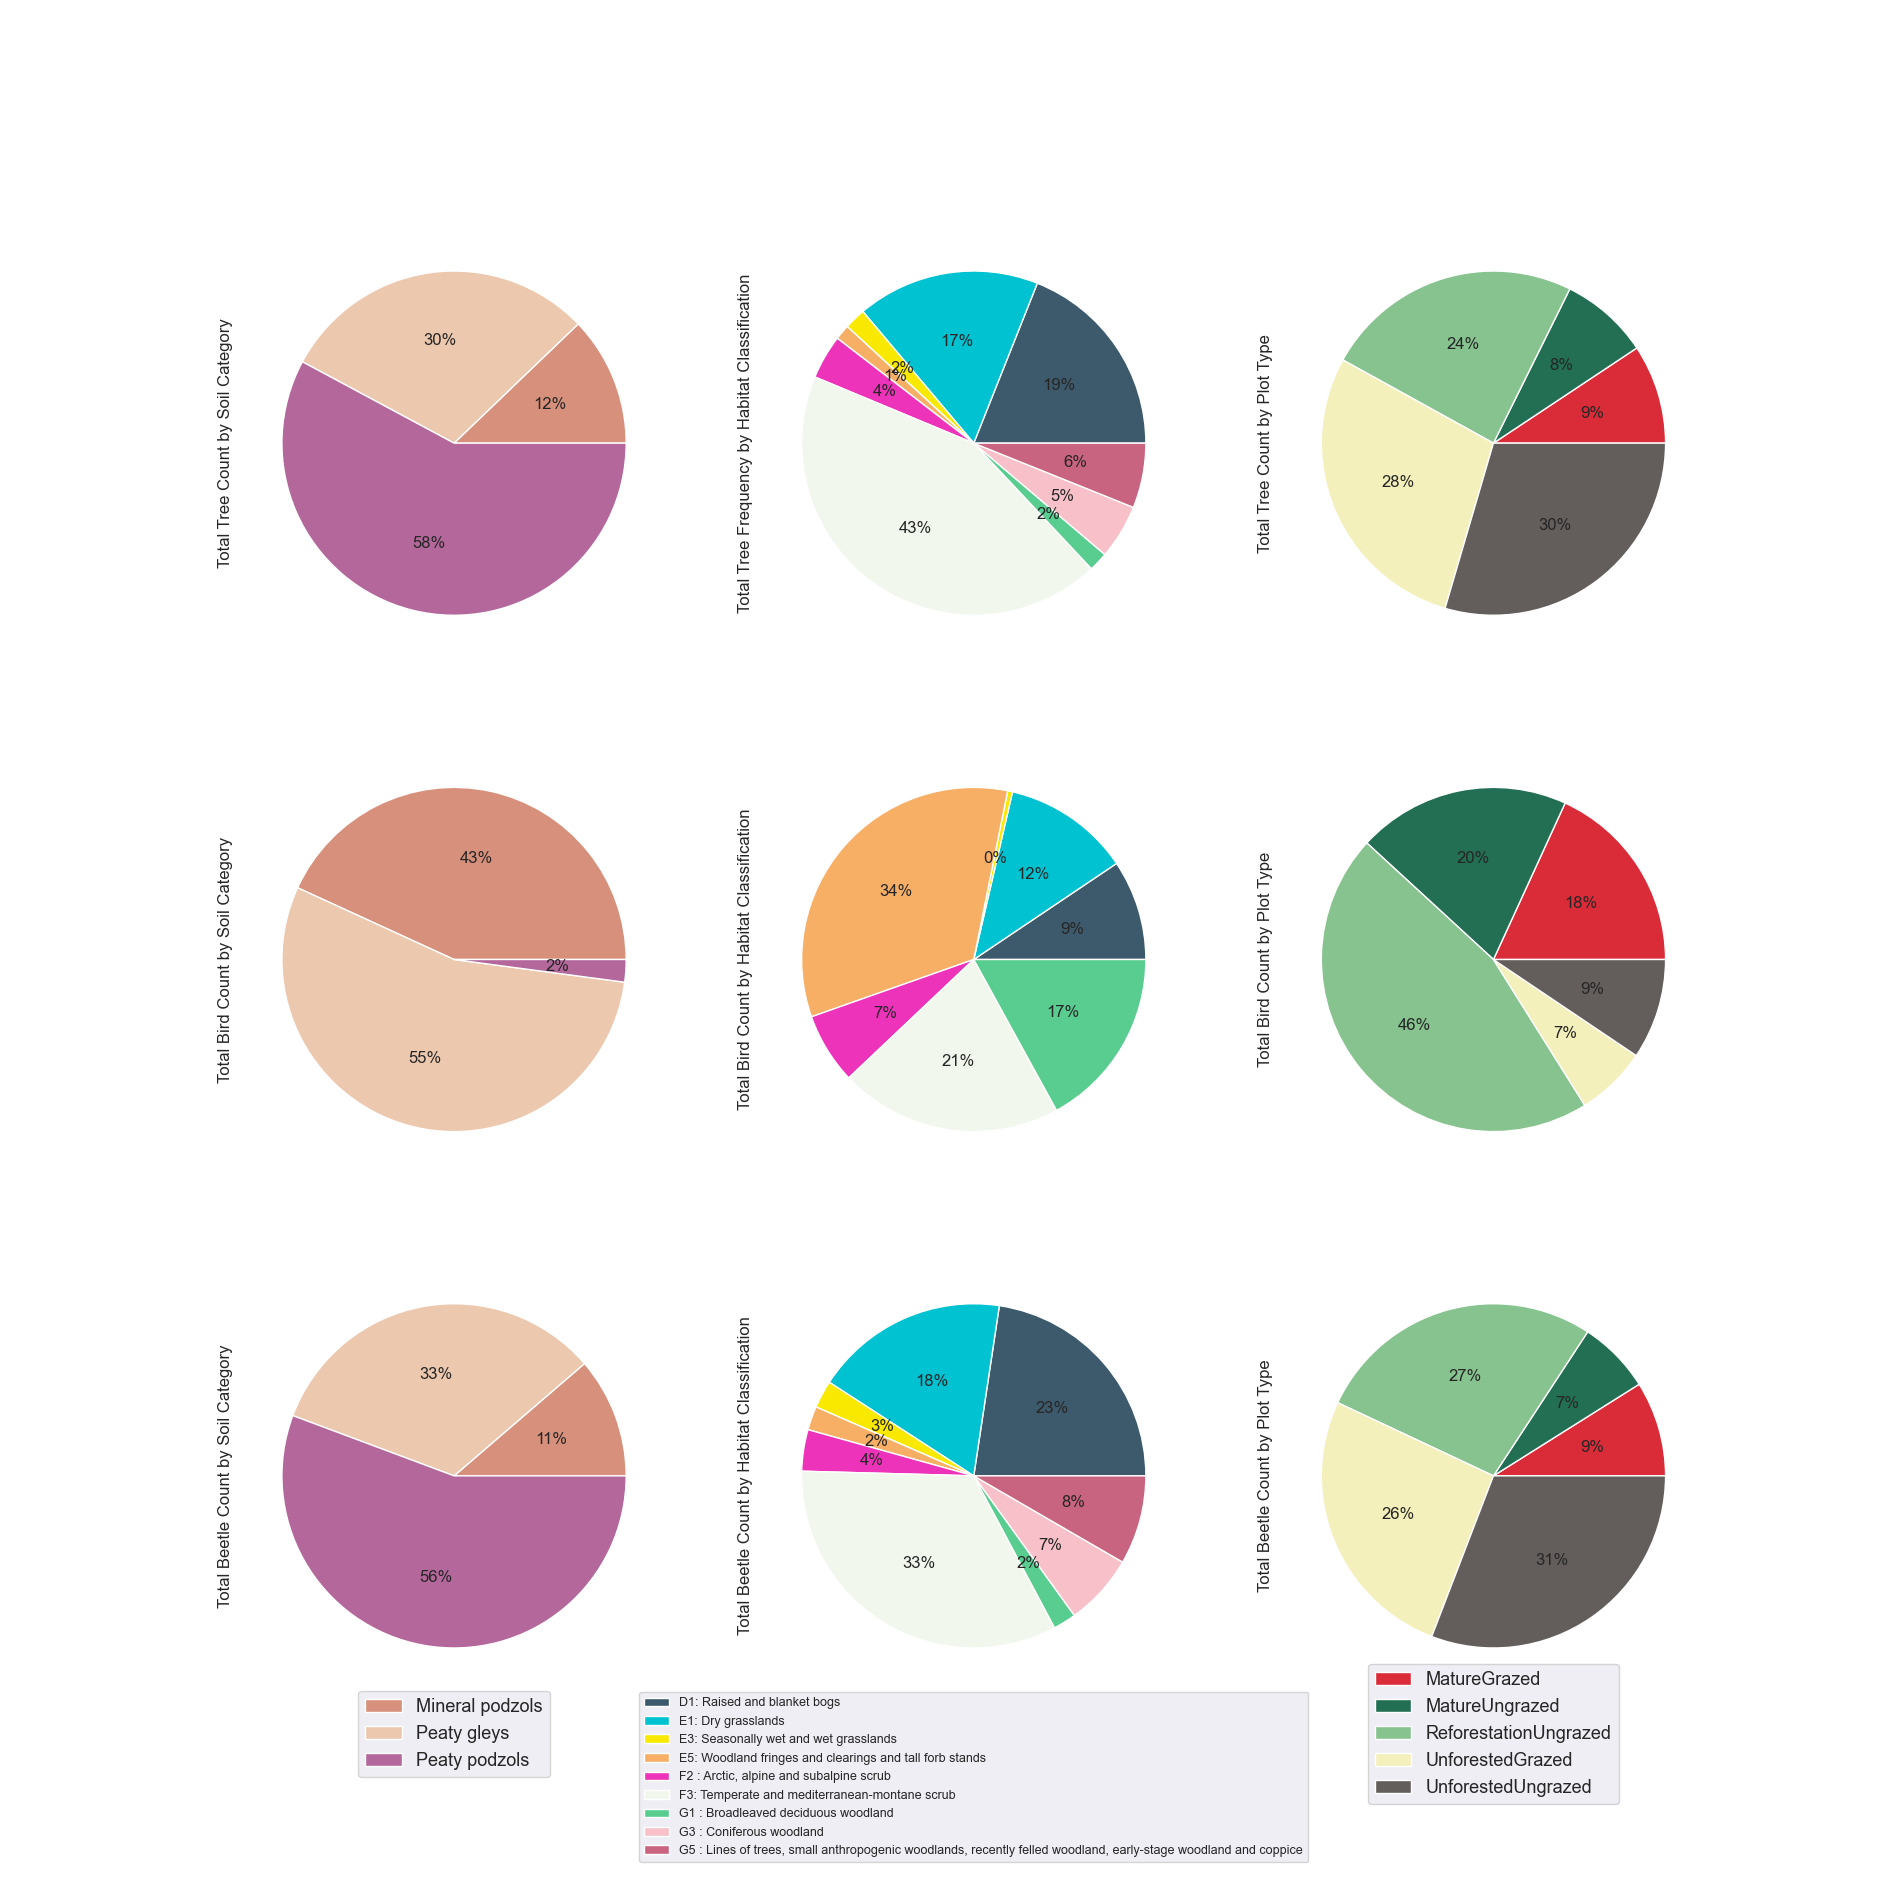 Total Tree Count by Soil Category
30%
12%
58%
Total Tree Frequency by Habitat Classification
17%
19%
2%
1%
4%
43%
6%
5%
2%
Total Tree Count by Plot Type
24%
8%
9%
28%
30%
Total Bird Count by Soil Category
43%
2%
55%
Total Bird Count by Habitat Classification
0%
12%
34%
9%
7%
17%
21%
Total Bird Count by Plot Type
20%
18%
9%
46%
7%
Total Beetle Count by Soil Category
33%
11%
56%
Total Beetle Count by Habitat Classification
18%
23%
3%
2%
4%
8%
7%
33%
2%
Total Beetle Count by Plot Type
27%
7%
9%
26%
31%
Mineral podzols
Peaty gleys
Peaty podzols
D1: Raised and blanket bogs
E1: Dry grasslands
E3: Seasonally wet and wet grasslands
E5: Woodland fringes and clearings and tall forb stands
F2 : Arctic, alpine and subalpine scrub
F3: Temperate and mediterranean-montane scrub
G1 : Broadleaved deciduous woodland
G3 : Coniferous woodland
G5 : Lines of trees, small anthropogenic woodlands, recently felled woodland, early-stage woodland and coppice
MatureGrazed
MatureUngrazed
ReforestationUngrazed
UnforestedGrazed
UnforestedUngrazed